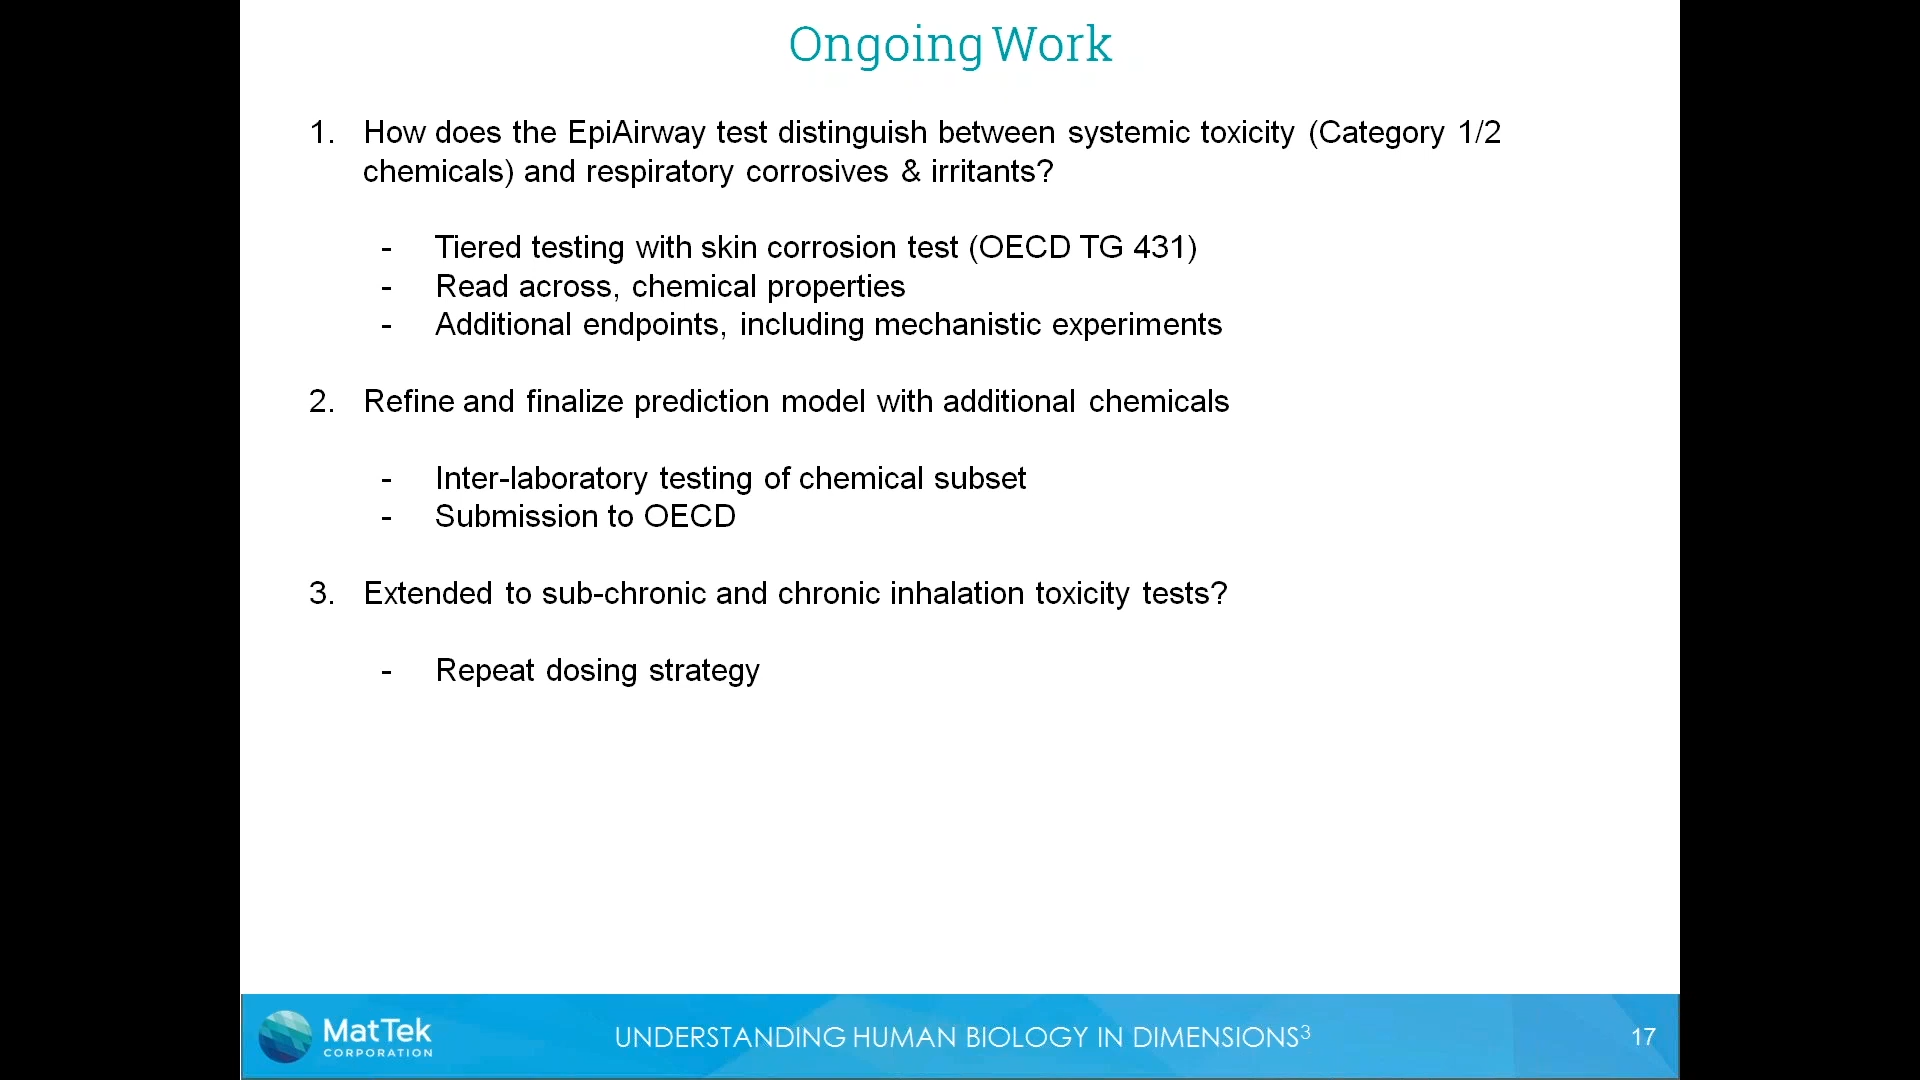 Ongoing Work
1. How does the EpiAirway test distinguish between systemic toxicity (Category 1/2
chemicals) and respiratory corrosives & irritants?
- Tiered testing with skin corrosion test (OECD TG 431)
- Read across, chemical properties
- Additional endpoints, including mechanistic experiments
2. Refine and finalize prediction model with additional chemicals
- Inter-laboratory testing of chemical subset
- Submission to OECD
3. Extended to sub-chronic and chronic inhalation toxicity tests?
- Repeat dosing strategy
MatTek
CORPORATION
UNDERSTANDING HUMAN BIOLOGY IN DIMENSIONS³
17